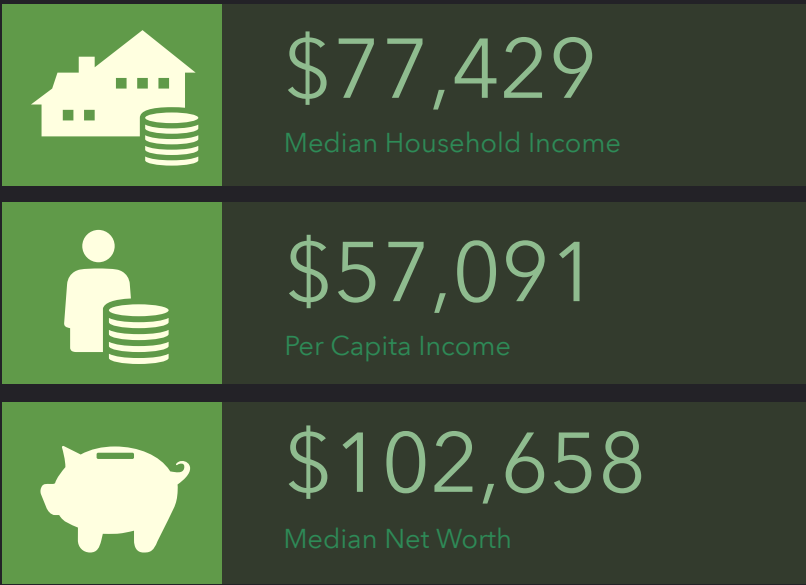 $77,429
Median Household Income
$57,091
Per Capita Income
$102,658
Median Net Worth